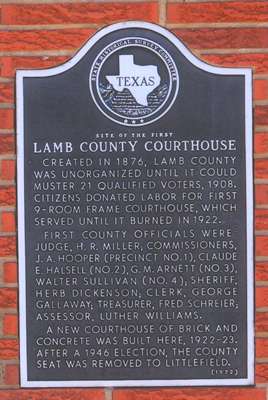 STATE HISTORICAL SURVEY COMMITTEE
TEXAS
SITE OF THE FIRST
LAMB COUNTY COURTHOUSE
CREATED IN 1876, LAMB COUNTY
WAS UNORGANIZED UNTIL IT COULD
MUSTER 21 QUALIFIED VOTERS, 1908.
CITIZENS DONATED LABOR FOR FIRST
9-ROOM FRAME COURTHOUSE, WHICH
SERVED UNTIL IT BURNED IN 1922.
FIRST COUNTY OFFICIALS WERE
JUDGE, H. R. MILLER, COMMISSIONERS,
J. A. HOOPER (PRECINCT NO. 1), CLAUDE
E. HALSELL (NO. 2), G. M. ARNETT (NO. 3),
WALTER SULLIVAN (NO. 4), SHERIFF,
HERB DICKENSON, CLERK, GEORGE
GALLAWAY, TREASURER, FRED SCHREIER,
ASSESSOR, LUTHER WILLIAMS.
A NEW COURTHOUSE OF BRICK AND
CONCRETE WAS BUILT HERE, 1922-23.
AFTER A 1946 ELECTION, THE COUNTY
SEAT WAS REMOVED TO LITTLEFIELD.
(1972)